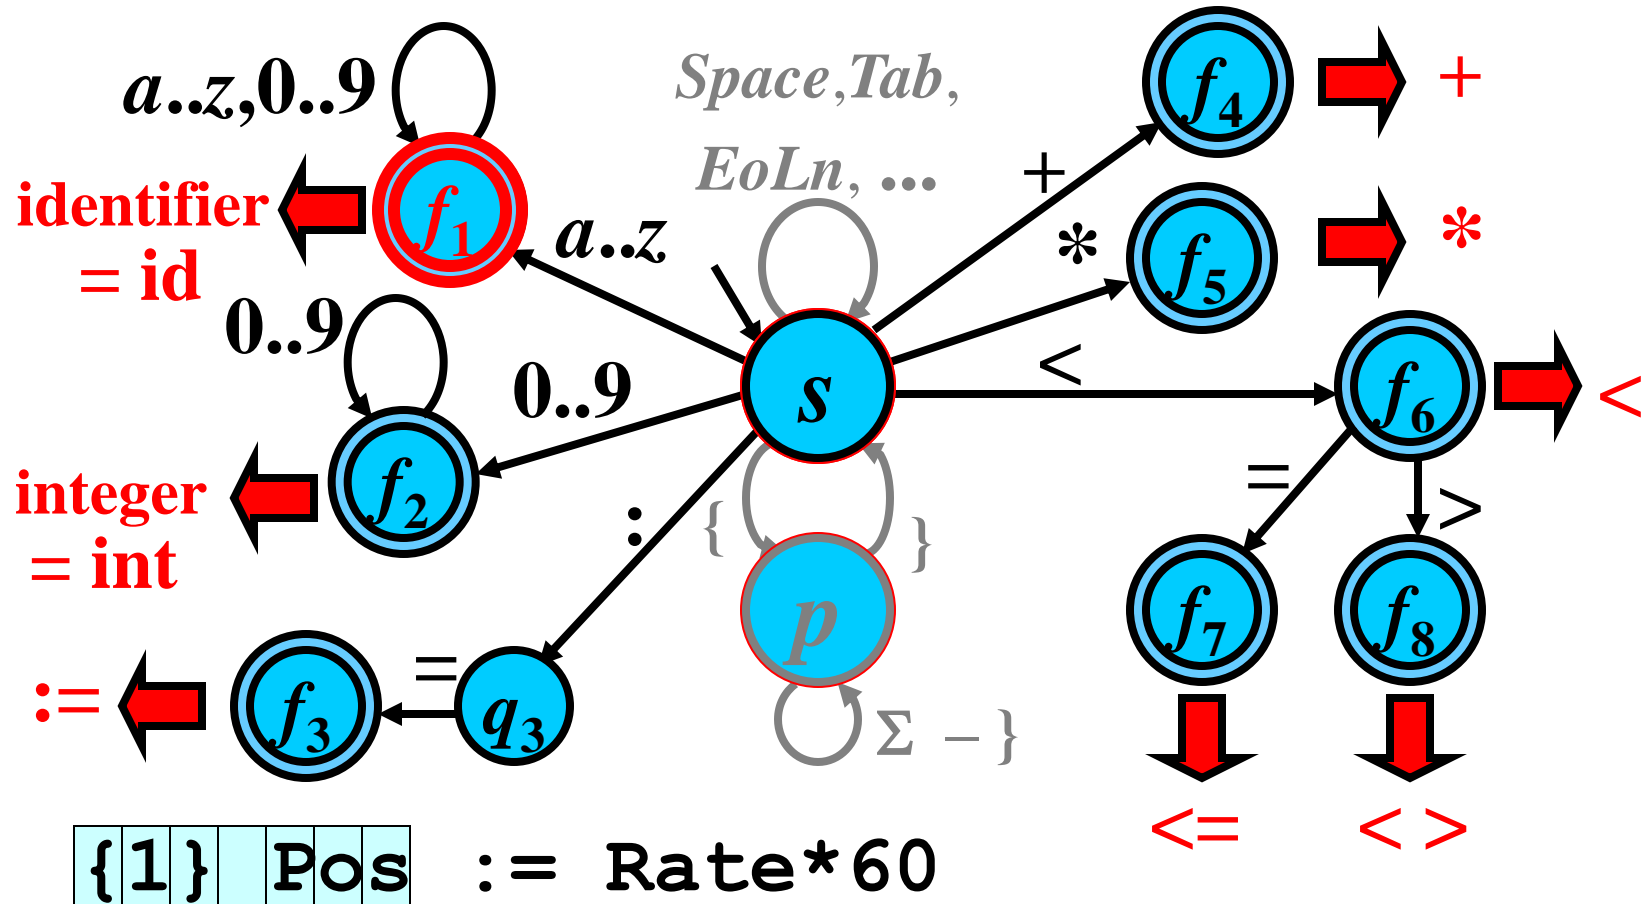 a..z,0..9
Space,Tab,
EoLn, ...
f4
+
+
identifier
= id
f1
a..z
*
f5
*
0..9
0..9
s
<
f6
<
integer
= int
f2
:
{
}
=
>
p
f7
f8
:=
f3
=
q3
Σ - }
<=
< >
{1} Pos := Rate*60